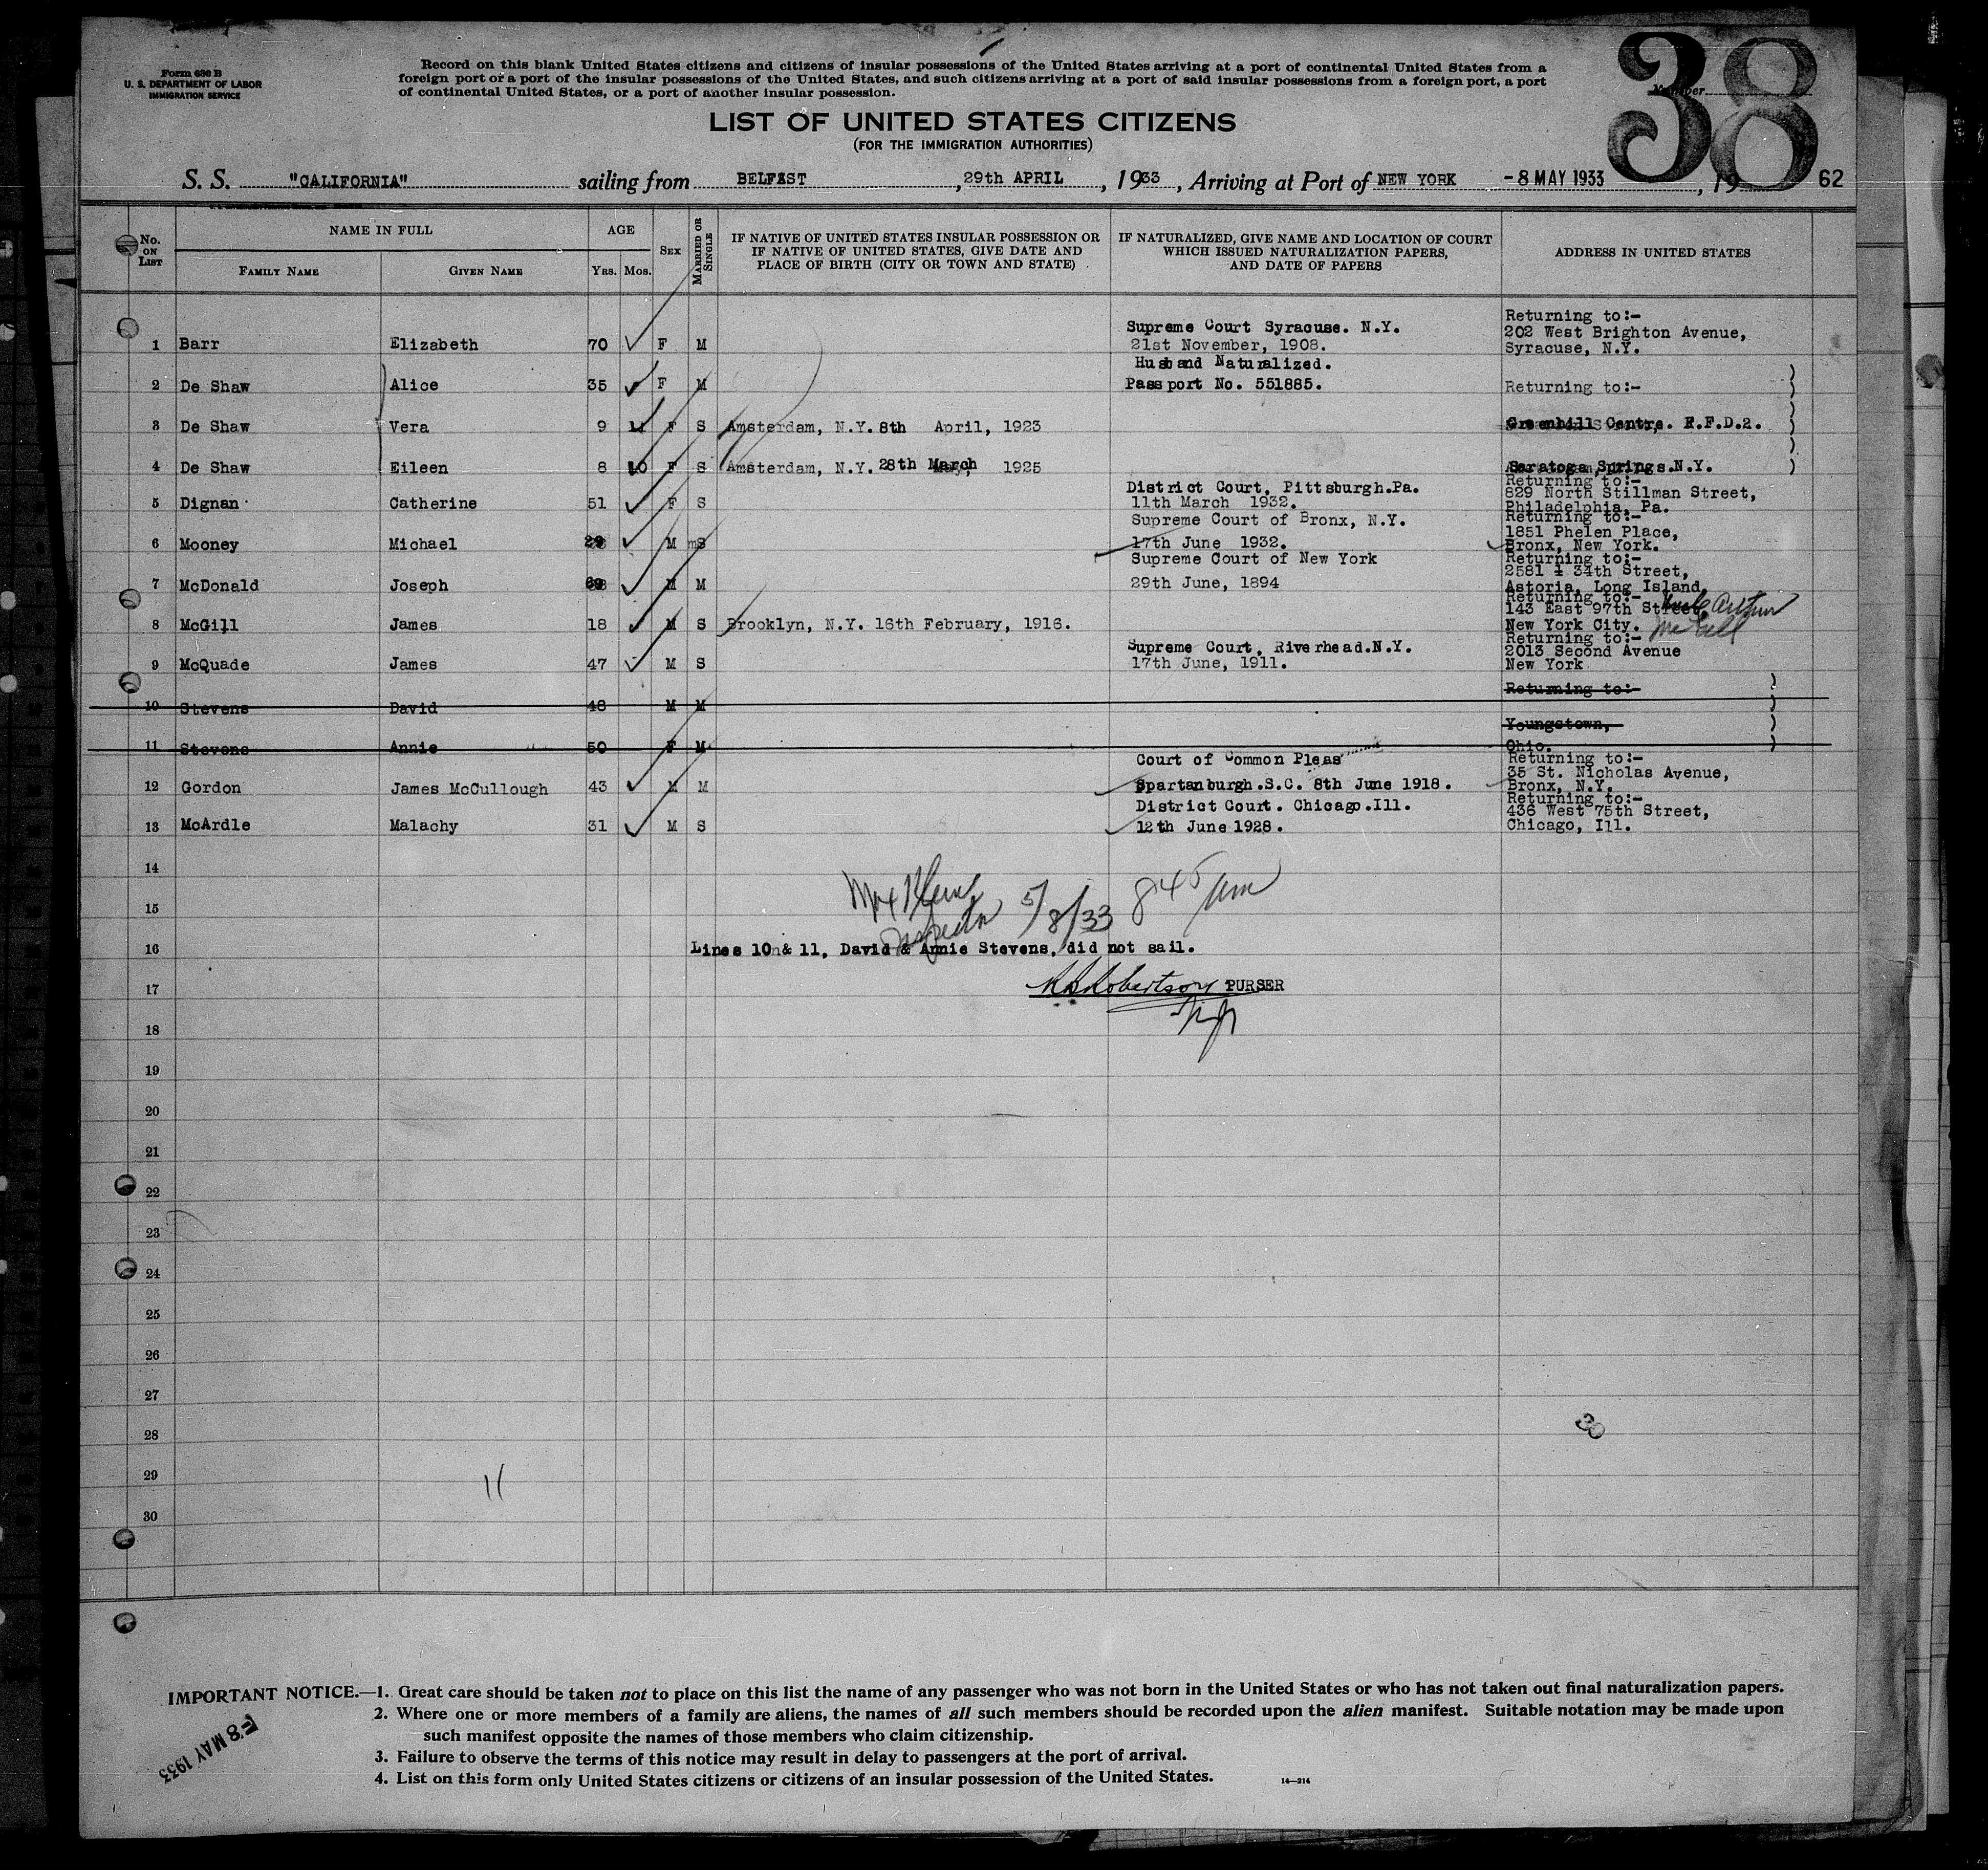 Form 630 B
U. S. DEPARTMENT OF LABOR
IMMIGRATION SERVICE
Record on this blank United States citizens and citizens of insular possessions of the United States arriving at a port of continental United States from a
foreign port or a port of the insular possessions of the United States, and such citizens arriving at a port of said insular possessions from a foreign port, a port
of continental United States, or a port of another insular possession.
38
Number
LIST OF UNITED STATES CITIZENS
(FOR THE IMMIGRATION AUTHORITIES)
S. S. "CALIFORNIA" sailing from BELFAST, 29th APRIL, 1933, Arriving at Port of NEW YORK -8 MAY 1933, 19 62
No. ON LIST
NAME IN FULL
FAMILY NAME
GIVEN NAME
AGE
Yrs. Mos.
SEX
MARRIED OR SINGLE
IF NATIVE OF UNITED STATES INSULAR POSSESSION OR
IF NATIVE OF UNITED STATES, GIVE DATE AND
PLACE OF BIRTH (CITY OR TOWN AND STATE)
IF NATURALIZED, GIVE NAME AND LOCATION OF COURT
WHICH ISSUED NATURALIZATION PAPERS,
AND DATE OF PAPERS
ADDRESS IN UNITED STATES
Returning to:-
Supreme Court Syracuse. N.Y. 202 West Brighton Avenue,
1 Barr Elizabeth 70 F M 21st November, 1908. Syracuse, N.Y.
Husband Naturalized.
2 De Shaw Alice 35 F M Passport No. 551885. Returning to:-
3 De Shaw Vera 9 11 F S Amsterdam, N.Y. 8th April, 1923 Greenhill Centre. R.F.D.2.
4 De Shaw Eileen 8 10 F S Amsterdam, N.Y. 28th March 1925 Saratoga Springs.N.Y.
Returning to:-
District Court, Pittsburgh.Pa. 829 North Stillman Street,
5 Dignan Catherine 51 F S 11th March 1932. Philadelphia, Pa.
Returning to:-
Supreme Court of Bronx, N.Y. 1851 Phelen Place,
6 Mooney Michael 29 M mS 17th June 1932. Bronx, New York.
Returning to:-
Supreme Court of New York 2581 34th Street,
7 McDonald Joseph 69 M M 29th June, 1894 Astoria, Long Island,
Returning to:-
143 East 97th Street, Arthur
8 McGill James 18 M S Brooklyn, N.Y. 16th February, 1916. New York City. McGill
Returning to:-
Supreme Court, Riverhead.N.Y. 2013 Second Avenue
9 McQuade James 47 M S 17th June, 1911. New York
Returning to:-
10 Stevens David 48 M M
Youngstown,
11 Stevens Annie 50 F M Ohio.
Court of Common Pleas Returning to:-
35 St. Nicholas Avenue,
12 Gordon James McCullough 43 M M Spartanburgh.S.C. 8th June 1918. Bronx, N.Y.
Returning to:-
District Court. Chicago.Ill. 436 West 75th Street,
13 McArdle Malachy 31 M S 12th June 1928. Chicago, Ill.
14
15
Inspector 5/8/33 845 am
16 Lines 10 & 11, David & Annie Stevens, did not sail.
17 Robertson PURSER
18
19
20
21
22
23
24
25
26
27
28
29
30
IMPORTANT NOTICE.—1. Great care should be taken not to place on this list the name of any passenger who was not born in the United States or who has not taken out final naturalization papers.
2. Where one or more members of a family are aliens, the names of all such members should be recorded upon the alien manifest. Suitable notation may be made upon
such manifest opposite the names of those members who claim citizenship.
3. Failure to observe the terms of this notice may result in delay to passengers at the port of arrival.
4. List on this form only United States citizens or citizens of an insular possession of the United States.
14—214
8 MAY 1933